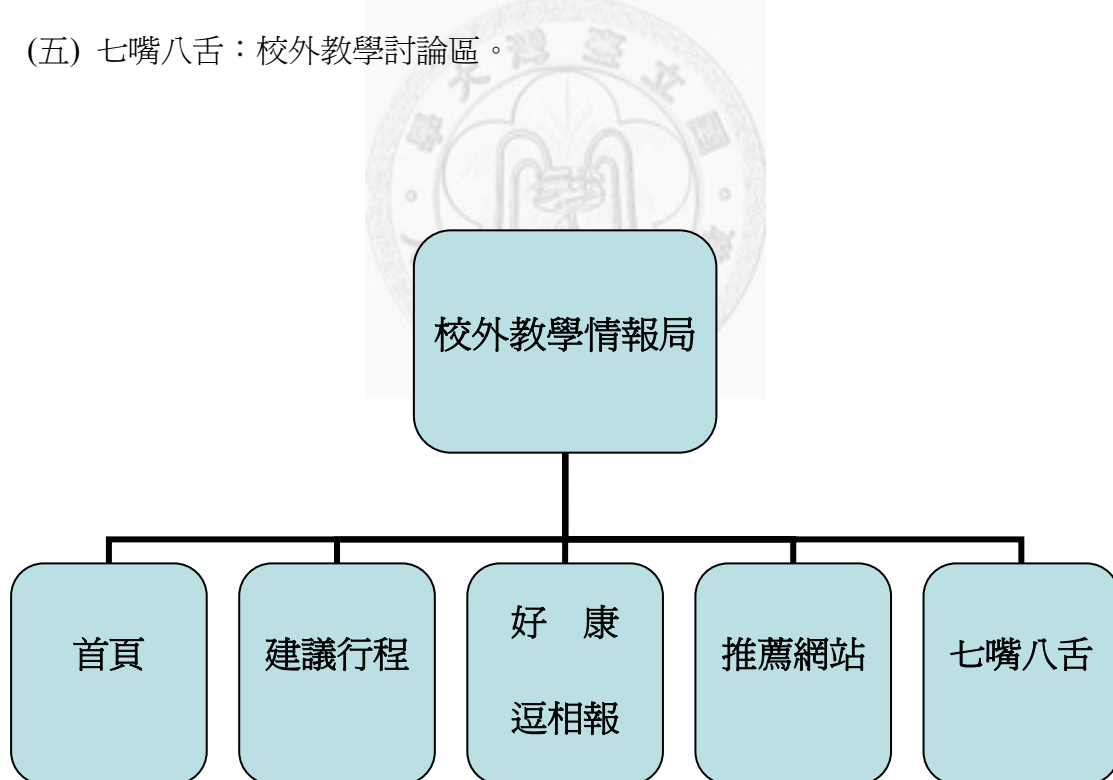 (五) 七嘴八舌：校外教學討論區。
校外教學情報局
首頁
建議行程
好 康
逗相報
推薦網站
七嘴八舌